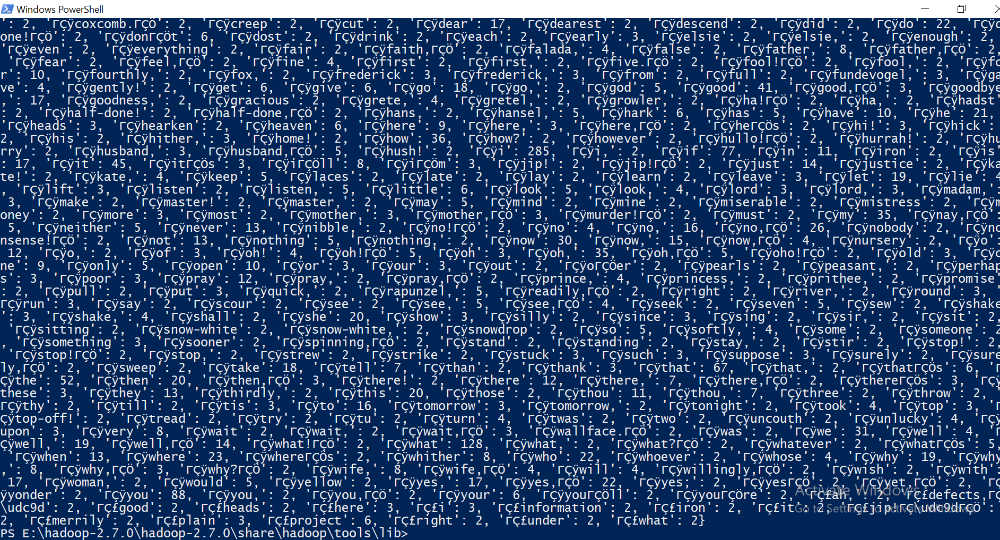 Windows PowerShell
': 2, 'ΓÇÿcoxcomb.ΓÇÖ': 2, 'ΓÇÿcreep': 2, 'ΓÇÿcut': 2, 'ΓÇÿdear': 17, 'ΓÇÿdearest': 2, 'ΓÇÿdescend': 2, 'ΓÇÿdid': 2, 'ΓÇÿdo': 22, 'ΓÇÿd
one!ΓÇÖ': 2, 'ΓÇÿdonΓÇÖt': 6, 'ΓÇÿdost': 2, 'ΓÇÿdrink': 2, 'ΓÇÿeach': 2, 'ΓÇÿearly': 3, 'ΓÇÿelsie': 2, 'ΓÇÿelsie,': 2, 'ΓÇÿenough': 2,
'ΓÇÿeven': 2, 'ΓÇÿeverything': 2, 'ΓÇÿfair': 2, 'ΓÇÿfaith,ΓÇÖ': 2, 'ΓÇÿfalada,': 4, 'ΓÇÿfalse': 2, 'ΓÇÿfather,': 8, 'ΓÇÿfather,ΓÇÖ': 2,
'ΓÇÿfear': 2, 'ΓÇÿfeel,ΓÇÖ': 2, 'ΓÇÿfine': 4, 'ΓÇÿfirst': 2, 'ΓÇÿfirst,': 2, 'ΓÇÿfive.ΓÇÖ': 2, 'ΓÇÿfool!ΓÇÖ': 2, 'ΓÇÿfool,': 2, 'ΓÇÿfo
r': 10, 'ΓÇÿfourthly,': 2, 'ΓÇÿfox,': 2, 'ΓÇÿfrederick': 3, 'ΓÇÿfrederick,': 3, 'ΓÇÿfrom': 2, 'ΓÇÿfull': 2, 'ΓÇÿfundevogel,': 3, 'ΓÇÿga
ve': 4, 'ΓÇÿgently!': 2, 'ΓÇÿget': 6, 'ΓÇÿgive': 6, 'ΓÇÿgo': 18, 'ΓÇÿgo,': 2, 'ΓÇÿgod': 5, 'ΓÇÿgood': 41, 'ΓÇÿgood,ΓÇÖ': 3, 'ΓÇÿgoodbye
,': 17, 'ΓÇÿgoodness,': 2, 'ΓÇÿgracious': 2, 'ΓÇÿgrete,': 4, 'ΓÇÿgretel,': 2, 'ΓÇÿgrowler,': 2, 'ΓÇÿha!ΓÇÖ': 2, 'ΓÇÿha,': 2, 'ΓÇÿhadst'
: 2, 'ΓÇÿhalf-done!': 2, 'ΓÇÿhalf-done,ΓÇÖ': 2, 'ΓÇÿhans,': 2, 'ΓÇÿhansel,': 5, 'ΓÇÿhark': 6, 'ΓÇÿhas': 5, 'ΓÇÿhave': 10, 'ΓÇÿhe': 21,
'ΓÇÿheads': 3, 'ΓÇÿhearken': 2, 'ΓÇÿheaven': 6, 'ΓÇÿhere': 9, 'ΓÇÿhere,': 3, 'ΓÇÿhere,ΓÇÖ': 2, 'ΓÇÿheΓÇÖs': 2, 'ΓÇÿhi!': 3, 'ΓÇÿhick':
2, 'ΓÇÿhis': 2, 'ΓÇÿhither,': 3, 'ΓÇÿhome!': 2, 'ΓÇÿhow': 36, 'ΓÇÿhow?': 2, 'ΓÇÿhowever': 2, 'ΓÇÿhullo!ΓÇÖ': 2, 'ΓÇÿhurrah!': 2, 'ΓÇÿhu
rry': 2, 'ΓÇÿhusband,': 3, 'ΓÇÿhusband,ΓÇÖ': 5, 'ΓÇÿhush!': 2, 'ΓÇÿi': 285, 'ΓÇÿi,': 2, 'ΓÇÿif': 77, 'ΓÇÿin': 11, 'ΓÇÿiron': 2, 'ΓÇÿis'
: 17, 'ΓÇÿit': 45, 'ΓÇÿitΓÇÖs': 3, 'ΓÇÿiΓÇÖll': 8, 'ΓÇÿiΓÇÖm': 3, 'ΓÇÿjip!': 2, 'ΓÇÿjip!ΓÇÖ': 2, 'ΓÇÿjust': 14, 'ΓÇÿjustice': 2, 'ΓÇÿka
te!': 2, 'ΓÇÿkate,': 4, 'ΓÇÿkeep': 5, 'ΓÇÿlaces': 2, 'ΓÇÿlate': 2, 'ΓÇÿlay': 2, 'ΓÇÿlearn': 2, 'ΓÇÿleave': 3, 'ΓÇÿlet': 19, 'ΓÇÿlie': 4
, 'ΓÇÿlift': 3, 'ΓÇÿlisten': 2, 'ΓÇÿlisten,': 5, 'ΓÇÿlittle': 6, 'ΓÇÿlook': 5, 'ΓÇÿlook,': 4, 'ΓÇÿlord': 3, 'ΓÇÿlord,': 3, 'ΓÇÿmadam,':
3, 'ΓÇÿmake': 2, 'ΓÇÿmaster!': 2, 'ΓÇÿmaster,': 2, 'ΓÇÿmay': 5, 'ΓÇÿmind': 2, 'ΓÇÿmine': 2, 'ΓÇÿmiserable': 2, 'ΓÇÿmistress': 2, 'ΓÇÿm
oney': 2, 'ΓÇÿmore': 3, 'ΓÇÿmost': 2, 'ΓÇÿmother,': 3, 'ΓÇÿmother,ΓÇÖ': 3, 'ΓÇÿmurder!ΓÇÖ': 2, 'ΓÇÿmust': 2, 'ΓÇÿmy': 35, 'ΓÇÿnay,ΓÇÖ':
5, 'ΓÇÿneither': 5, 'ΓÇÿnever': 13, 'ΓÇÿnibble,': 2, 'ΓÇÿno!ΓÇÖ': 2, 'ΓÇÿno': 4, 'ΓÇÿno,': 16, 'ΓÇÿno,ΓÇÖ': 26, 'ΓÇÿnobody': 2, 'ΓÇÿno
nsense!ΓÇÖ': 2, 'ΓÇÿnot': 13, 'ΓÇÿnothing': 5, 'ΓÇÿnothing,': 2, 'ΓÇÿnow': 30, 'ΓÇÿnow,': 15, 'ΓÇÿnow,ΓÇÖ': 4, 'ΓÇÿnursery': 2, 'ΓÇÿo':
12, 'ΓÇÿo,': 2, 'ΓÇÿof': 3, 'ΓÇÿoh!': 4, 'ΓÇÿoh!ΓÇÖ': 5, 'ΓÇÿoh': 3, 'ΓÇÿoh,': 35, 'ΓÇÿoh,ΓÇÖ': 5, 'ΓÇÿoho!ΓÇÖ': 2, 'ΓÇÿold': 3, 'ΓÇÿo
ne': 9, 'ΓÇÿonly': 5, 'ΓÇÿopen': 10, 'ΓÇÿor': 3, 'ΓÇÿour': 3, 'ΓÇÿout': 2, 'ΓÇÿoΓÇÖer': 2, 'ΓÇÿpearls': 2, 'ΓÇÿpeasant,': 2, 'ΓÇÿperhap
s': 3, 'ΓÇÿpoor': 3, 'ΓÇÿpray': 12, 'ΓÇÿpray,': 2, 'ΓÇÿpray,ΓÇÖ': 2, 'ΓÇÿprince,': 4, 'ΓÇÿprincess,': 2, 'ΓÇÿprithee,': 2, 'ΓÇÿpromise'
: 2, 'ΓÇÿpull': 2, 'ΓÇÿput': 3, 'ΓÇÿquick,': 2, 'ΓÇÿrapunzel,': 5, 'ΓÇÿreadily,ΓÇÖ': 2, 'ΓÇÿright': 2, 'ΓÇÿriver,': 2, 'ΓÇÿround': 3, '
ΓÇÿrun': 3, 'ΓÇÿsay': 2, 'ΓÇÿscour': 2, 'ΓÇÿsee': 2, 'ΓÇÿsee,': 5, 'ΓÇÿsee,ΓÇÖ': 4, 'ΓÇÿseek': 2, 'ΓÇÿseven': 5, 'ΓÇÿsew': 2, 'ΓÇÿshake
': 3, 'ΓÇÿshake,': 4, 'ΓÇÿshall': 2, 'ΓÇÿshe': 20, 'ΓÇÿshow': 3, 'ΓÇÿsilly': 2, 'ΓÇÿsince': 3, 'ΓÇÿsing': 2, 'ΓÇÿsir,': 2, 'ΓÇÿsit': 2,
'ΓÇÿsitting': 2, 'ΓÇÿsnow-white': 2, 'ΓÇÿsnow-white,': 2, 'ΓÇÿsnowdrop': 2, 'ΓÇÿso': 5, 'ΓÇÿsoftly,': 4, 'ΓÇÿsome': 2, 'ΓÇÿsomeone': 2
, 'ΓÇÿsomething': 3, 'ΓÇÿsooner': 2, 'ΓÇÿspinning,ΓÇÖ': 2, 'ΓÇÿstand': 2, 'ΓÇÿstanding': 2, 'ΓÇÿstay,': 2, 'ΓÇÿstir': 2, 'ΓÇÿstop!': 2,
'ΓÇÿstop!ΓÇÖ': 2, 'ΓÇÿstop,': 2, 'ΓÇÿstrew': 2, 'ΓÇÿstrike': 2, 'ΓÇÿstuck': 3, 'ΓÇÿsuch': 3, 'ΓÇÿsuppose': 3, 'ΓÇÿsurely': 2, 'ΓÇÿsure
ly,ΓÇÖ': 2, 'ΓÇÿsweep': 2, 'ΓÇÿtake': 18, 'ΓÇÿtell': 7, 'ΓÇÿthan': 2, 'ΓÇÿthank': 3, 'ΓÇÿthat': 67, 'ΓÇÿthat,': 2, 'ΓÇÿthatΓÇÖs': 6, 'Γ
Çÿthe': 52, 'ΓÇÿthen': 20, 'ΓÇÿthen,ΓÇÖ': 3, 'ΓÇÿthere!': 2, 'ΓÇÿthere': 12, 'ΓÇÿthere,': 7, 'ΓÇÿthere,ΓÇÖ': 2, 'ΓÇÿthereΓÇÖs': 3, 'ΓÇÿ
these': 3, 'ΓÇÿthey': 13, 'ΓÇÿthirdly,': 2, 'ΓÇÿthis': 20, 'ΓÇÿthose': 2, 'ΓÇÿthou': 11, 'ΓÇÿthou,': 7, 'ΓÇÿthree': 2, 'ΓÇÿthrow': 2, '
ΓÇÿthy': 2, 'ΓÇÿtill': 2, 'ΓÇÿtis': 3, 'ΓÇÿto': 16, 'ΓÇÿtomorrow': 3, 'ΓÇÿtomorrow,': 2, 'ΓÇÿtonight': 2, 'ΓÇÿtook': 4, 'ΓÇÿtop': 3, 'Γ
Çÿtop-off!': 2, 'ΓÇÿtread': 2, 'ΓÇÿtry': 2, 'ΓÇÿtu': 2, 'ΓÇÿturn': 4, 'ΓÇÿtwas': 2, 'ΓÇÿtwo': 2, 'ΓÇÿuncouth': 2, 'ΓÇÿunlucky': 4, 'ΓÇÿ
upon': 3, 'ΓÇÿvery': 8, 'ΓÇÿwait': 2, 'ΓÇÿwait,': 2, 'ΓÇÿwait,ΓÇÖ': 3, 'ΓÇÿwallface.ΓÇÖ': 2, 'ΓÇÿwas': 2, 'ΓÇÿwe': 31, 'ΓÇÿwell': 4, 'Γ
Çÿwell,': 19, 'ΓÇÿwell,ΓÇÖ': 14, 'ΓÇÿwhat!ΓÇÖ': 2, 'ΓÇÿwhat': 128, 'ΓÇÿwhat,': 2, 'ΓÇÿwhat?ΓÇÖ': 2, 'ΓÇÿwhatever': 2, 'ΓÇÿwhatΓÇÖs': 5,
'ΓÇÿwhen': 13, 'ΓÇÿwhere': 23, 'ΓÇÿwhereΓÇÖs': 2, 'ΓÇÿwhither': 8, 'ΓÇÿwho': 22, 'ΓÇÿwhoever': 2, 'ΓÇÿwhose': 4, 'ΓÇÿwhy': 19, 'ΓÇÿwhy
,': 8, 'ΓÇÿwhy,ΓÇÖ': 3, 'ΓÇÿwhy?ΓÇÖ': 2, 'ΓÇÿwife,': 8, 'ΓÇÿwife,ΓÇÖ': 4, 'ΓÇÿwill': 4, 'ΓÇÿwillingly,ΓÇÖ': 2, 'ΓÇÿwish': 2, 'ΓÇÿwith':
17, 'ΓÇÿwoman,': 2, 'ΓÇÿwould': 5, 'ΓÇÿyellow': 2, 'ΓÇÿyes,': 17, 'ΓÇÿyes,ΓÇÖ': 22, 'ΓÇÿyes;': 2, 'ΓÇÿyesΓÇÖ': 2, 'ΓÇÿyet,ΓÇÖ': 2, 'ΓÇ
ÿyonder': 2, 'ΓÇÿyou': 88, 'ΓÇÿyou,': 2, 'ΓÇÿyou,ΓÇÖ': 2, 'ΓÇÿyour': 6, 'ΓÇÿyouΓÇÖll': 2, 'ΓÇÿyouΓÇÖre': 2, 'ΓÇ£ah,': 2, 'ΓÇ£defects,ΓÇ
\udc9d': 2, 'ΓÇ£good': 2, 'ΓÇ£heads': 2, 'ΓÇ£here': 3, 'ΓÇ£i': 3, 'ΓÇ£information': 2, 'ΓÇ£iron': 2, 'ΓÇ£it': 2, 'ΓÇ£jip!ΓÇ\udc9dΓÇÖ':
2, 'ΓÇ£merrily': 2, 'ΓÇ£plain': 3, 'ΓÇ£project': 6, 'ΓÇ£right': 2, 'ΓÇ£under': 2, 'ΓÇ£what': 2}
PS E:\hadoop-2.7.0\hadoop-2.7.0\share\hadoop\tools\lib>
Activate Windows
Go to Settings to activate Windows.